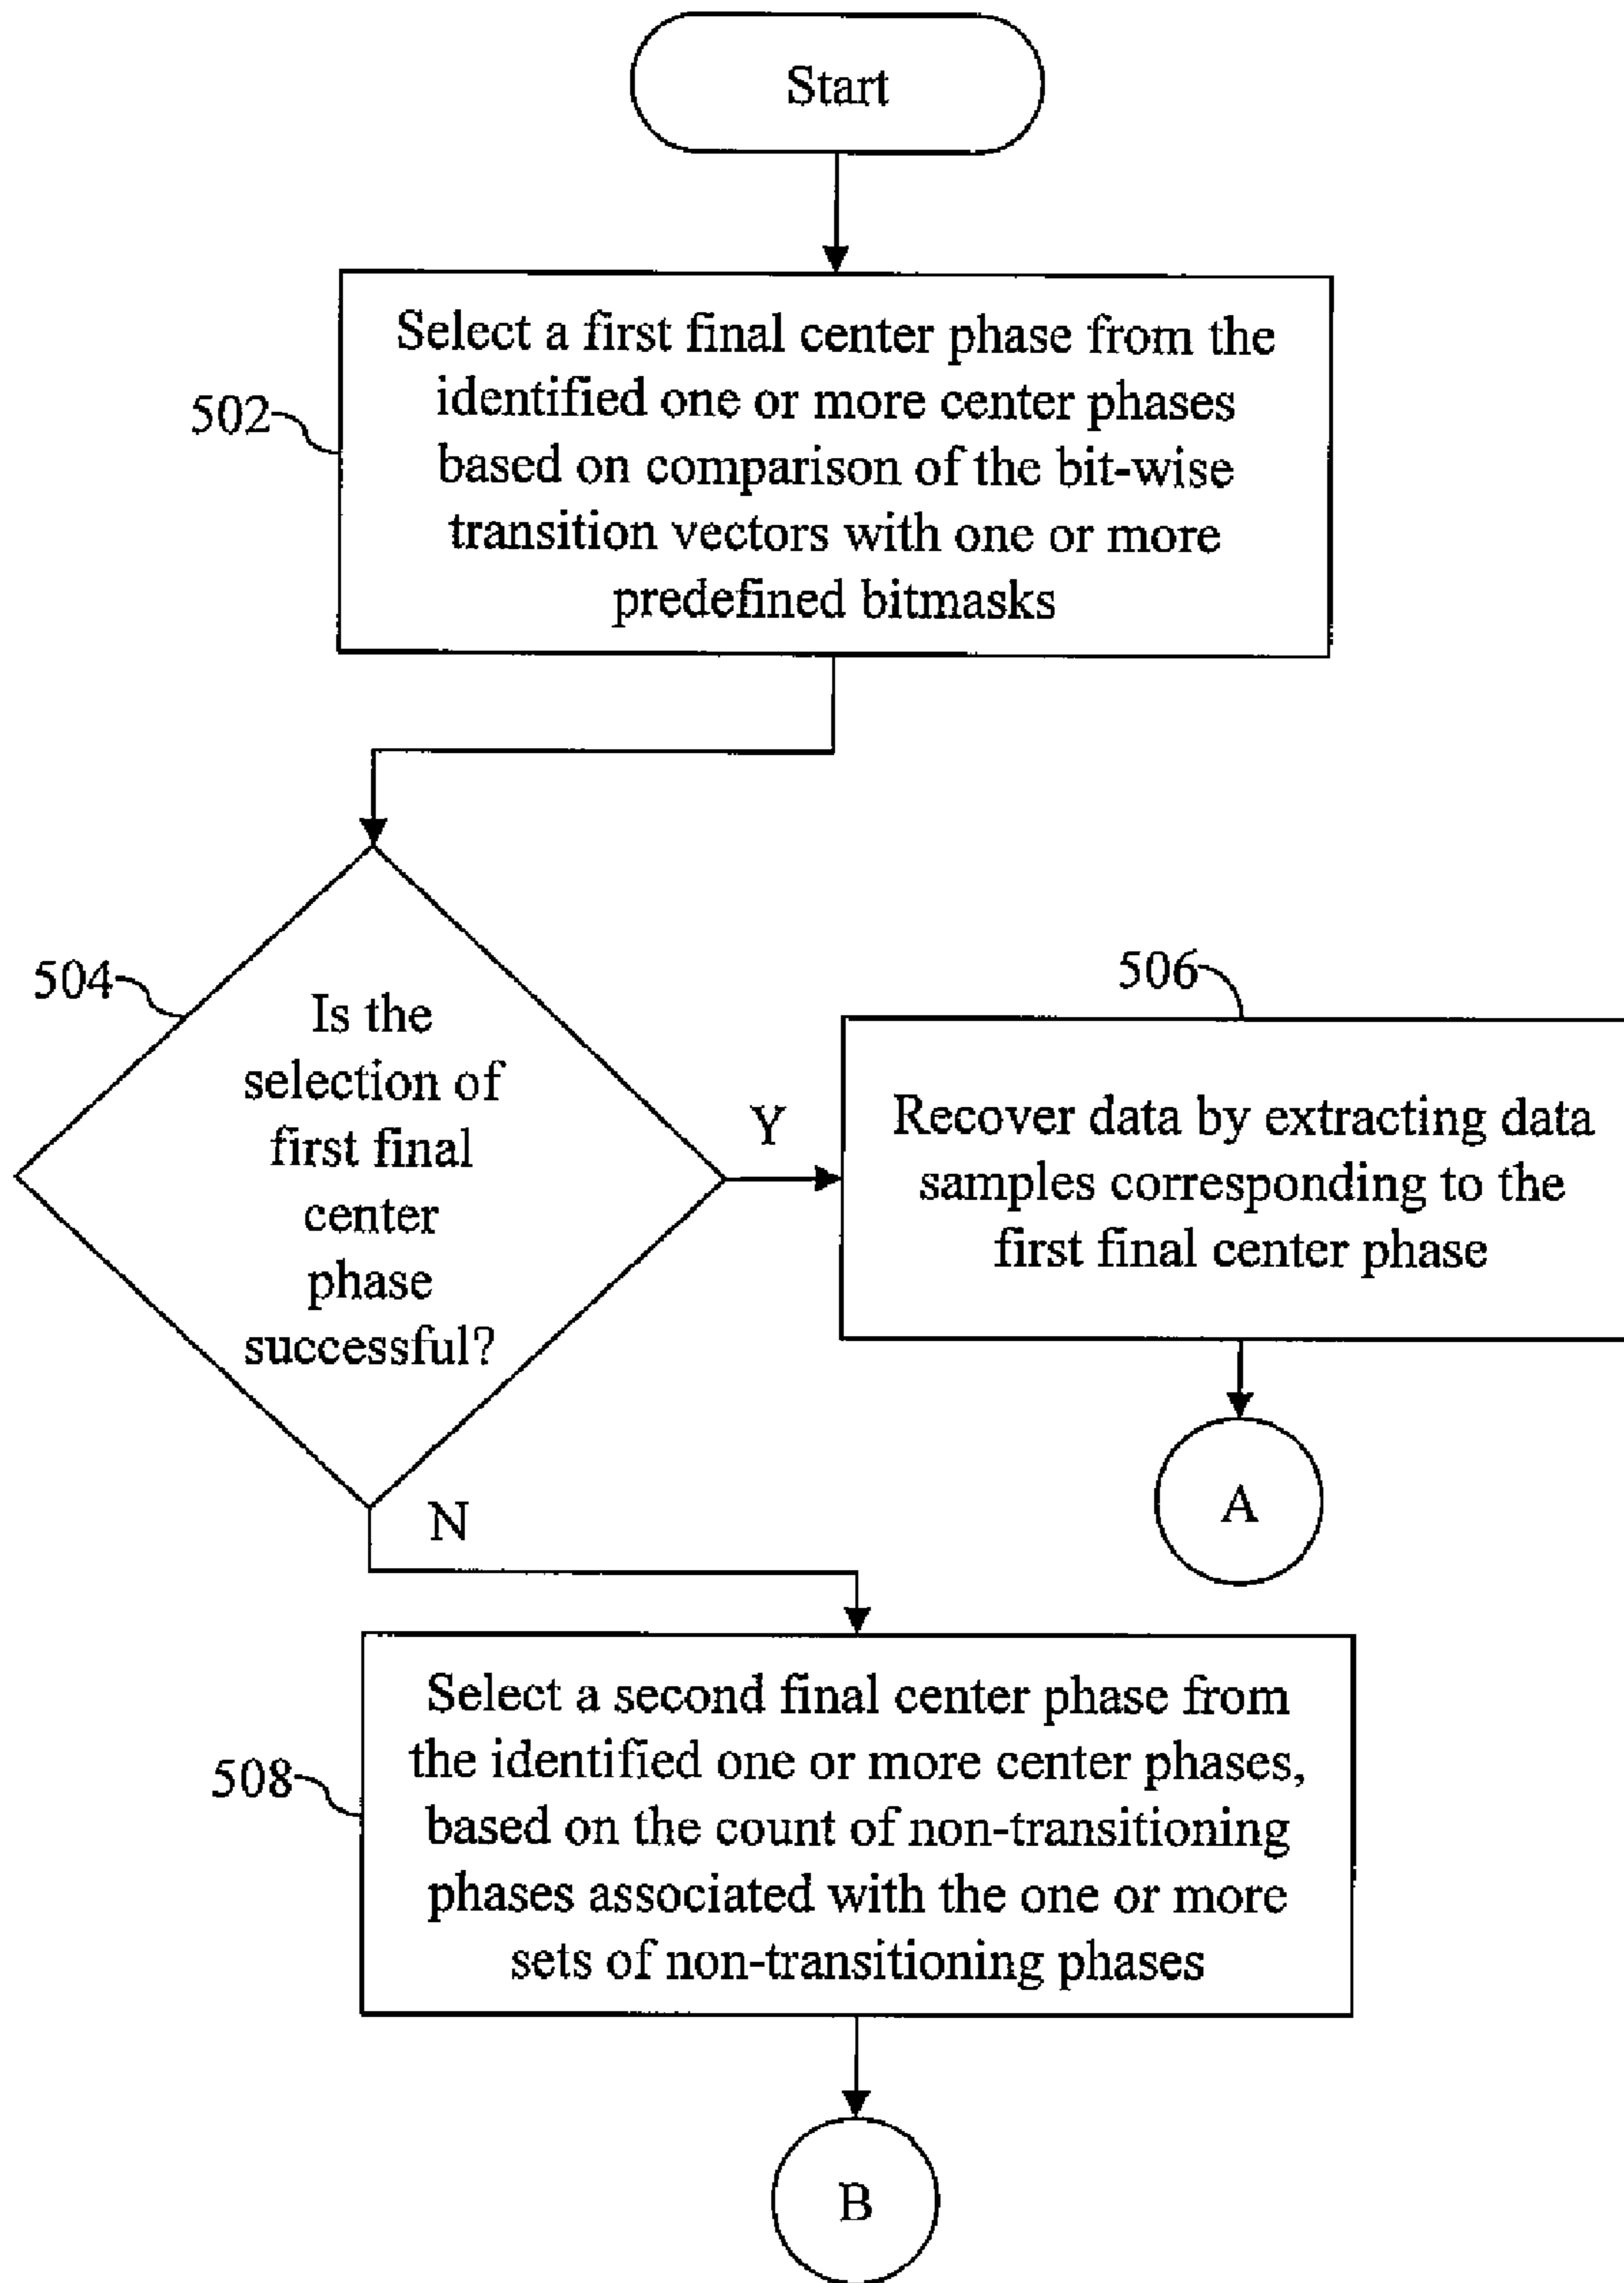 Start
502
Select a first final center phase from the
identified one or more center phases
based on comparison of the bit-wise
transition vectors with one or more
predefined bitmasks
504
Is the
selection of
first final
center
phase
successful?
Y
506
Recover data by extracting data
samples corresponding to the
first final center phase
A
N
508
Select a second final center phase from
the identified one or more center phases,
based on the count of non-transitioning
phases associated with the one or more
sets of non-transitioning phases
B